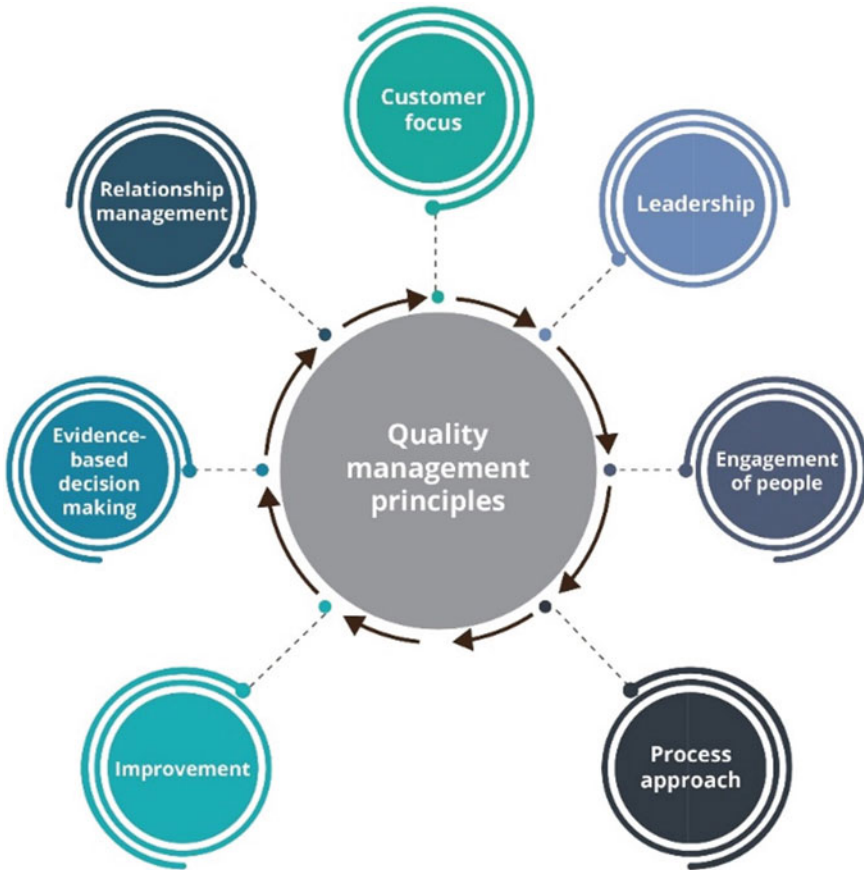 Customer
focus
Leadership
Engagement
of people
Process
approach
Improvement
Evidence-
based
decision
making
Relationship
management
Quality
management
principles